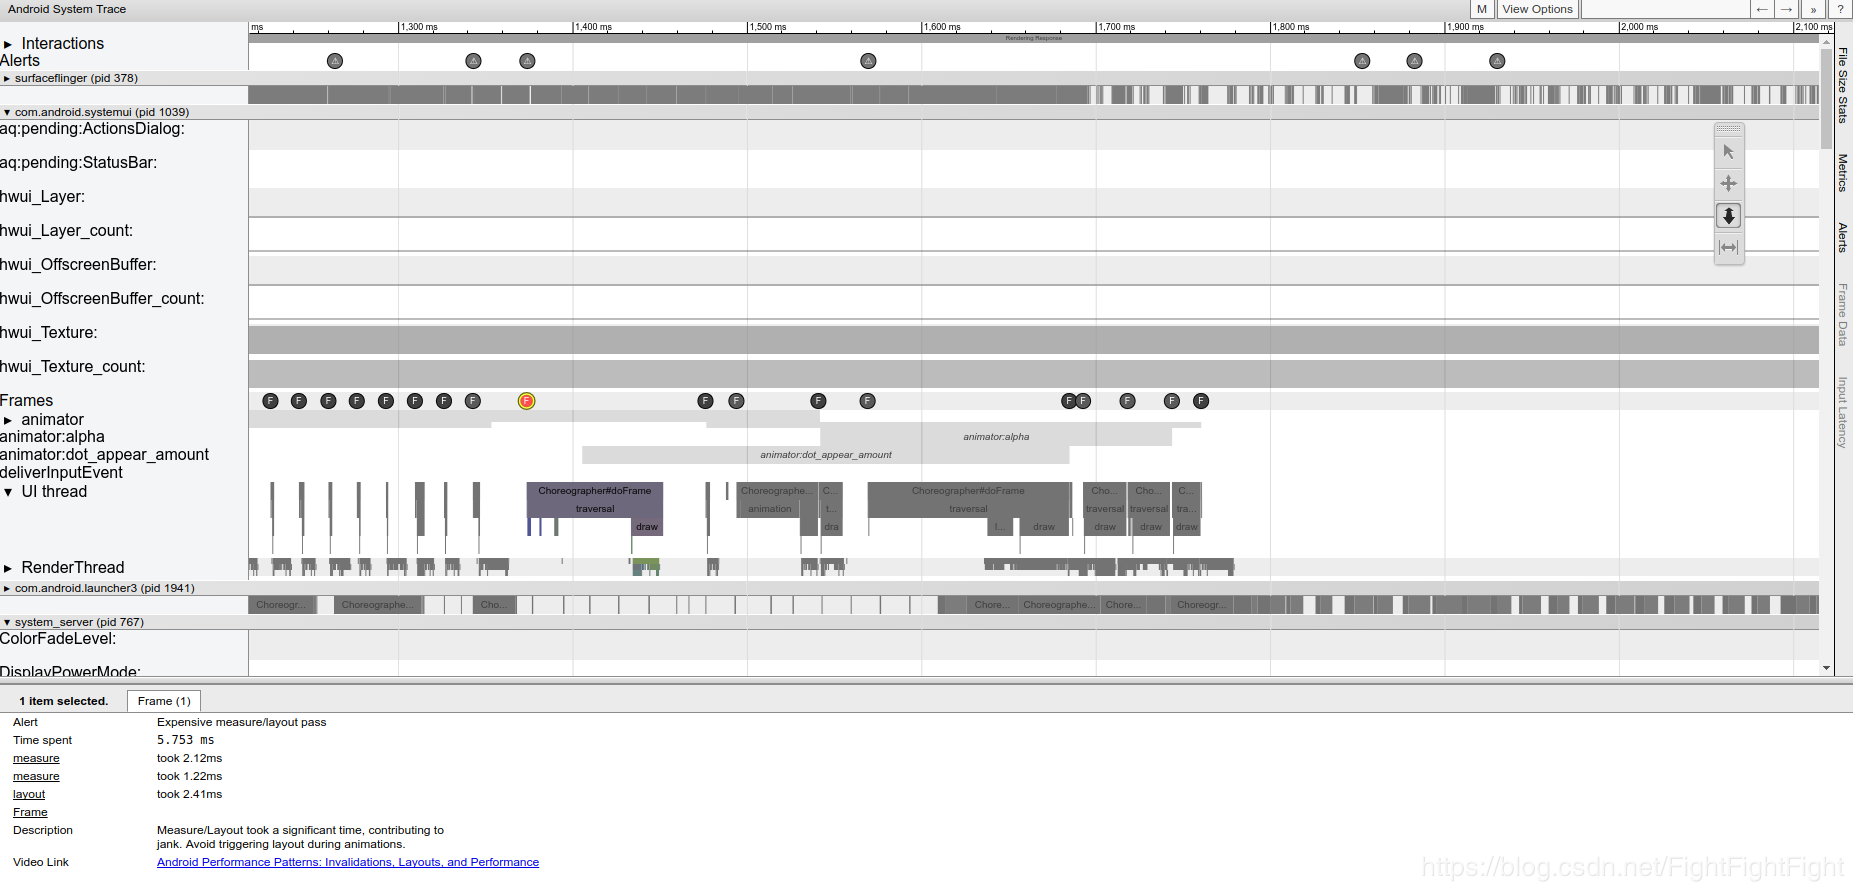 Android System Trace
M View Options ← → » ?
ms 1,300 ms 1,400 ms 1,500 ms 1,600 ms 1,700 ms 1,800 ms 1,900 ms 2,000 ms 2,100 ms
Rendering Response
Interactions
Alerts
surfaceflinger (pid 378)
com.android.systemui (pid 1039)
aq:pending:ActionsDialog:
aq:pending:StatusBar:
hwui_Layer:
hwui_Layer_count:
hwui_OffscreenBuffer:
hwui_OffscreenBuffer_count:
hwui_Texture:
hwui_Texture_count:
Frames F F F F F F F F F F F F F F F F F F
animator
animator:alpha animator:alpha
animator:dot_appear_amount animator:dot_appear_amount
deliverInputEvent
UI thread Choreographer#doFrame Choreographe... C... Choreographer#doFrame Cho... Cho... C...
traversal animation t... traversal traversal traversal tra...
draw dra l... draw draw draw draw
RenderThread
com.android.launcher3 (pid 1941)
Choreogr... Choreographe... Cho... Chore... Choreographe... Chore... Choreogr...
system_server (pid 767)
ColorFadeLevel:
DisplayPowerMode:
File Size Stats
Metrics
Alerts
Frame Data
Input Latency
1 item selected. Frame (1)
Alert Expensive measure/layout pass
Time spent 5.753 ms
measure took 2.12ms
measure took 1.22ms
layout took 2.41ms
Frame
Description Measure/Layout took a significant time, contributing to
jank. Avoid triggering layout during animations.
Video Link Android Performance Patterns: Invalidations, Layouts, and Performance
https://blog.csdn.net/FightFightFight